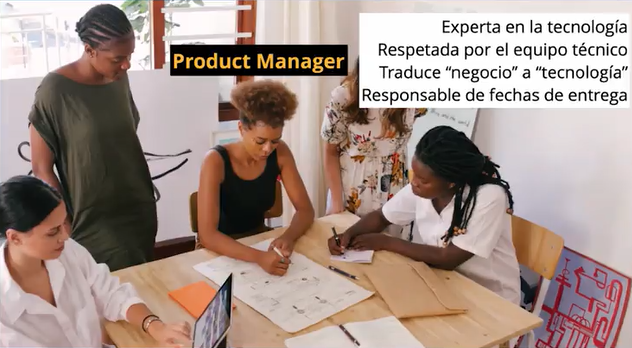 Product Manager
Experta en la tecnología
Respetada por el equipo técnico
Traduce “negocio” a “tecnología”
Responsable de fechas de entrega